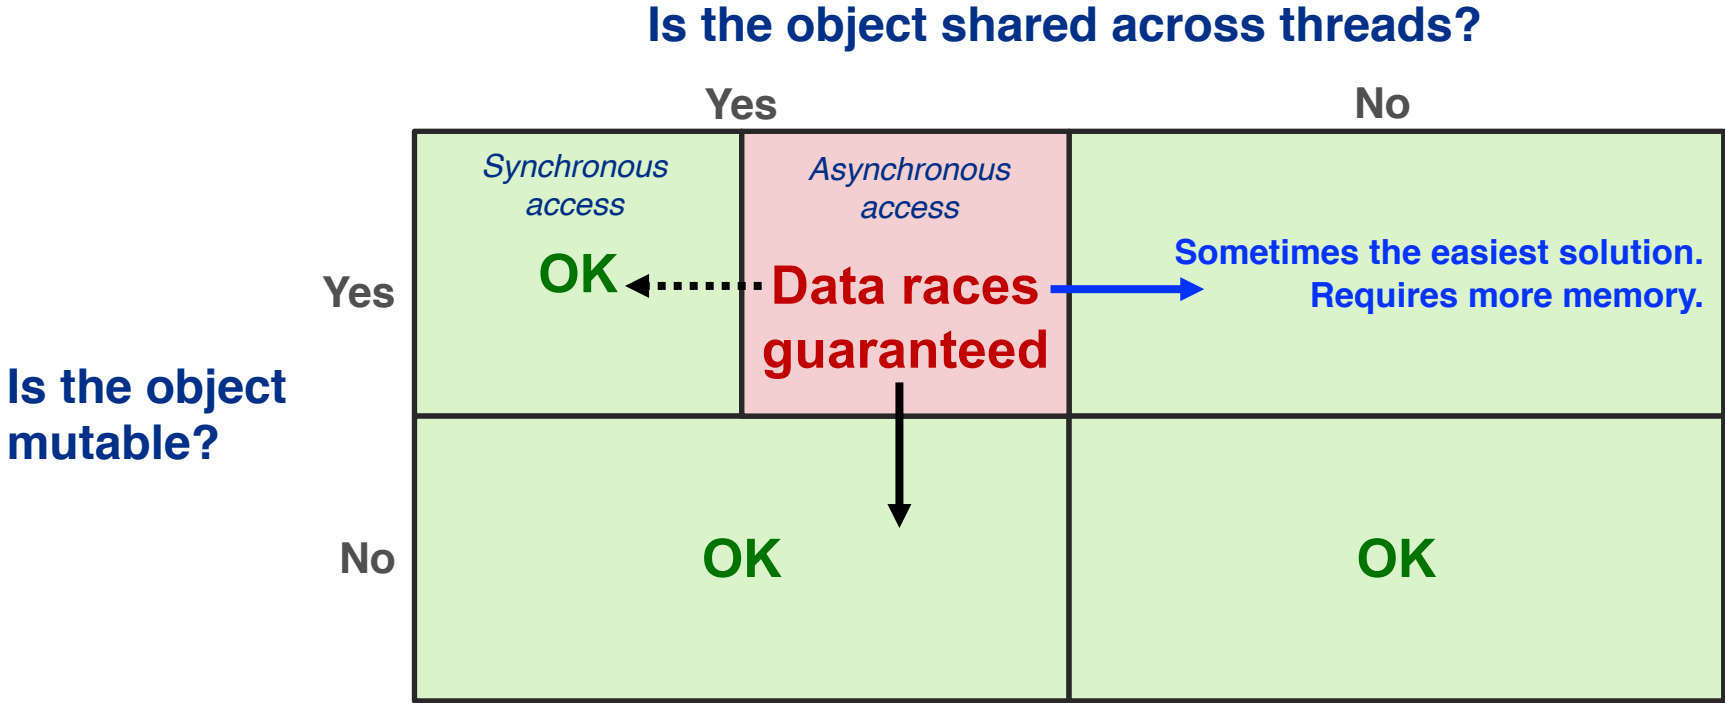 Is the object shared across threads?
Yes
No
Synchronous
access
Asynchronous
access
OK
Data races
guaranteed
Sometimes the easiest solution.
Requires more memory.
Yes
Is the object
mutable?
No
OK
OK